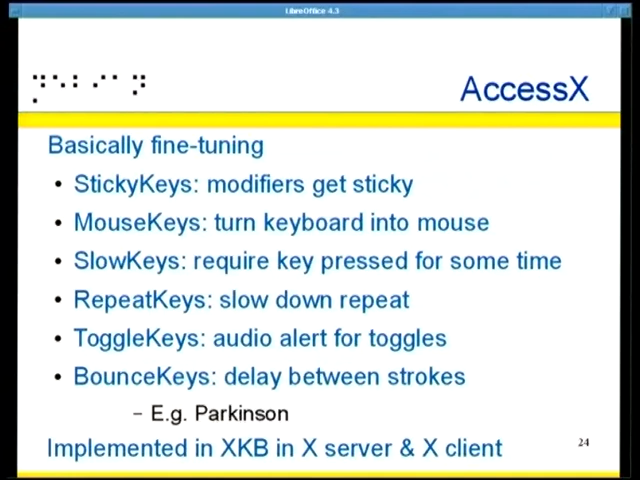 LibreOffice 4.3
AccessX
Basically fine-tuning
• StickyKeys: modifiers get sticky
• MouseKeys: turn keyboard into mouse
• SlowKeys: require key pressed for some time
• RepeatKeys: slow down repeat
• ToggleKeys: audio alert for toggles
• BounceKeys: delay between strokes
– E.g. Parkinson
Implemented in XKB in X server & X client
24